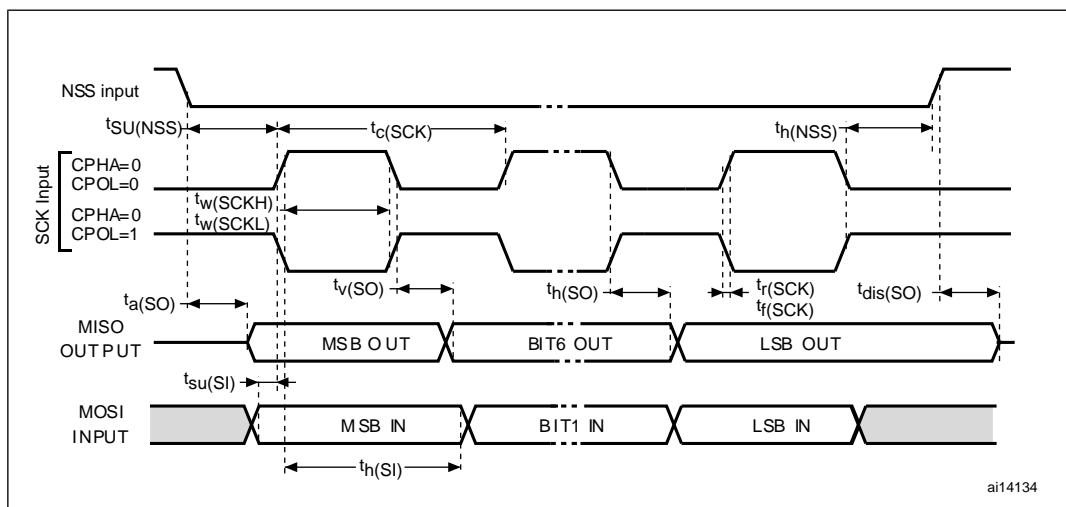 NSS input
tSU(NSS)
tc(SCK)
th(NSS)
SCK Input
CPHA=0
CPOL=0
tw(SCKH)
CPHA=0
tw(SCKL)
CPOL=1
tv(SO)
th(SO)
tr(SCK)
tf(SCK)
tdis(SO)
ta(SO)
MISO
OUTPUT
MSB OUT
BIT6 OUT
LSB OUT
tsu(SI)
MOSI
INPUT
MSB IN
BIT1 IN
LSB IN
th(SI)
ai14134